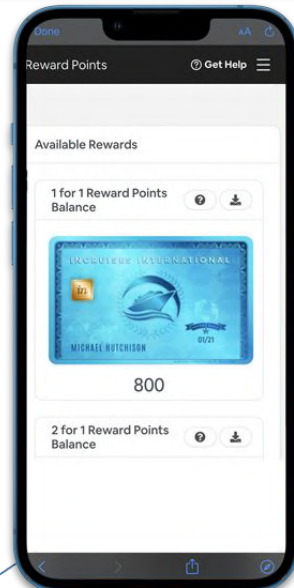 Done AA
Reward Points Get Help
Available Rewards
1 for 1 Reward Points
Balance
INCRUISES INTERNATIONAL
in
01/21
MICHAEL HUTCHISON
800
2 for 1 Reward Points
Balance